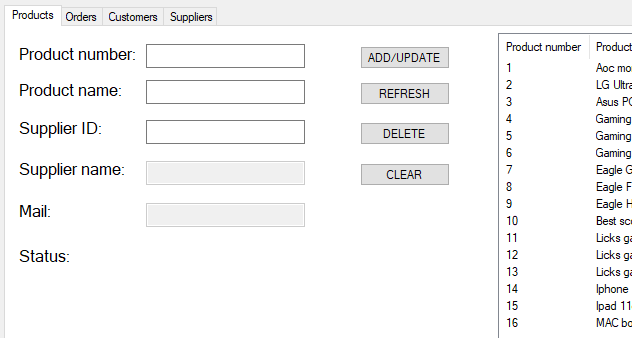 Products Orders Customers Suppliers
Product number:
Product name:
Supplier ID:
Supplier name:
Mail:
Status:
ADD/UPDATE
REFRESH
DELETE
CLEAR
Product number Product
1 Aoc mo
2 LG Ultra
3 Asus PG
4 Gaming
5 Gaming
6 Gaming
7 Eagle G
8 Eagle F
9 Eagle H
10 Best sc
11 Licks ga
12 Licks ga
13 Licks ga
14 Iphone
15 Ipad 11
16 MAC bo